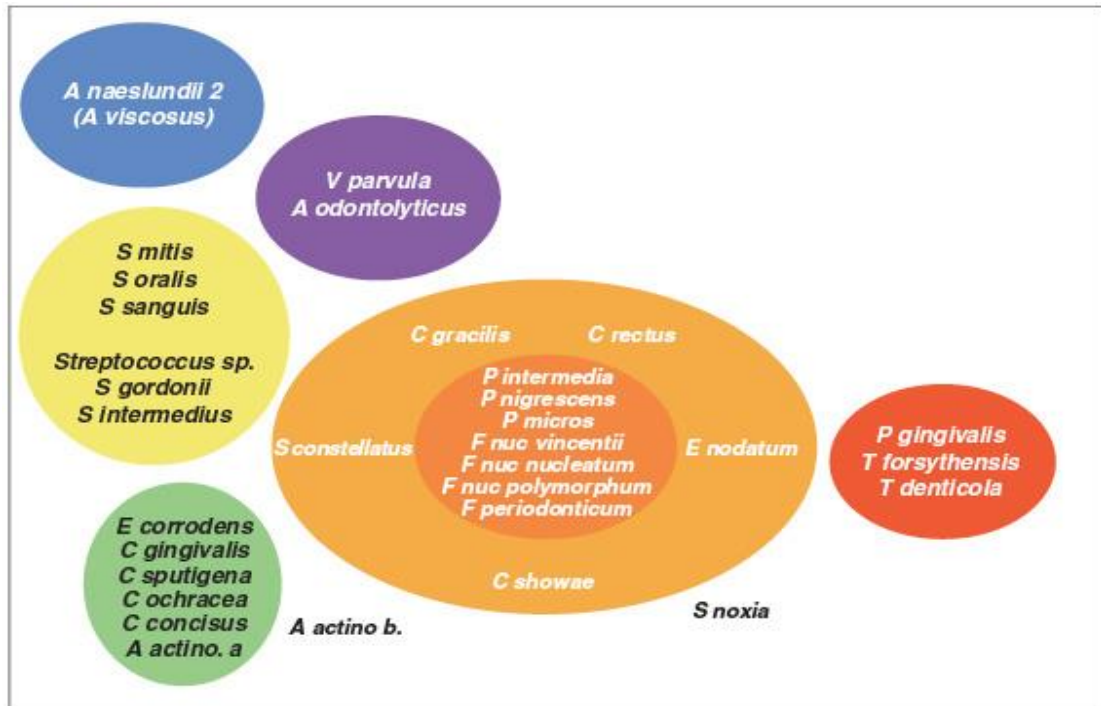 A naeslundii 2
(A viscosus)
V parvula
A odontolyticus
S mitis
S oralis
S sanguis
Streptococcus sp.
S gordonii
S intermedius
C gracilis
C rectus
P intermedia
P nigrescens
P micros
F nuc vincentii
F nuc nucleatum
F nuc polymorphum
F periodonticum
S constellatus
E nodatum
C showae
P gingivalis
T forsythensis
T denticola
E corrodens
C gingivalis
C sputigena
C ochracea
C concisus
A actino. a
A actino b.
S noxia